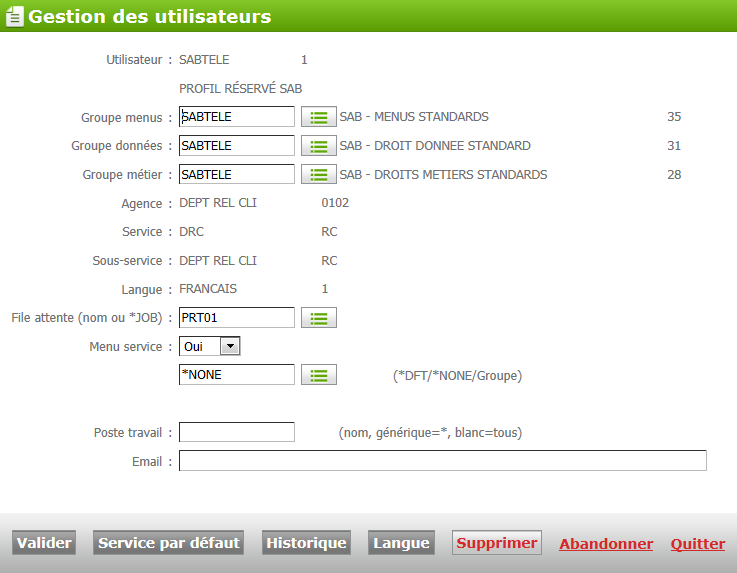 Gestion des utilisateurs
Utilisateur : SABTELE 1
PROFIL RÉSERVÉ SAB
Groupe menus : SABTELE SAB - MENUS STANDARDS 35
Groupe données : SABTELE SAB - DROIT DONNEE STANDARD 31
Groupe métier : SABTELE SAB - DROITS METIERS STANDARDS 28
Agence : DEPT REL CLI 0102
Service : DRC RC
Sous-service : DEPT REL CLI RC
Langue : FRANCAIS 1
File attente (nom ou *JOB) : PRT01
Menu service : Oui
*NONE (*DFT/*NONE/Groupe)
Poste travail : (nom, générique=*, blanc=tous)
Email :
Valider Service par défaut Historique Langue Supprimer Abandonner Quitter